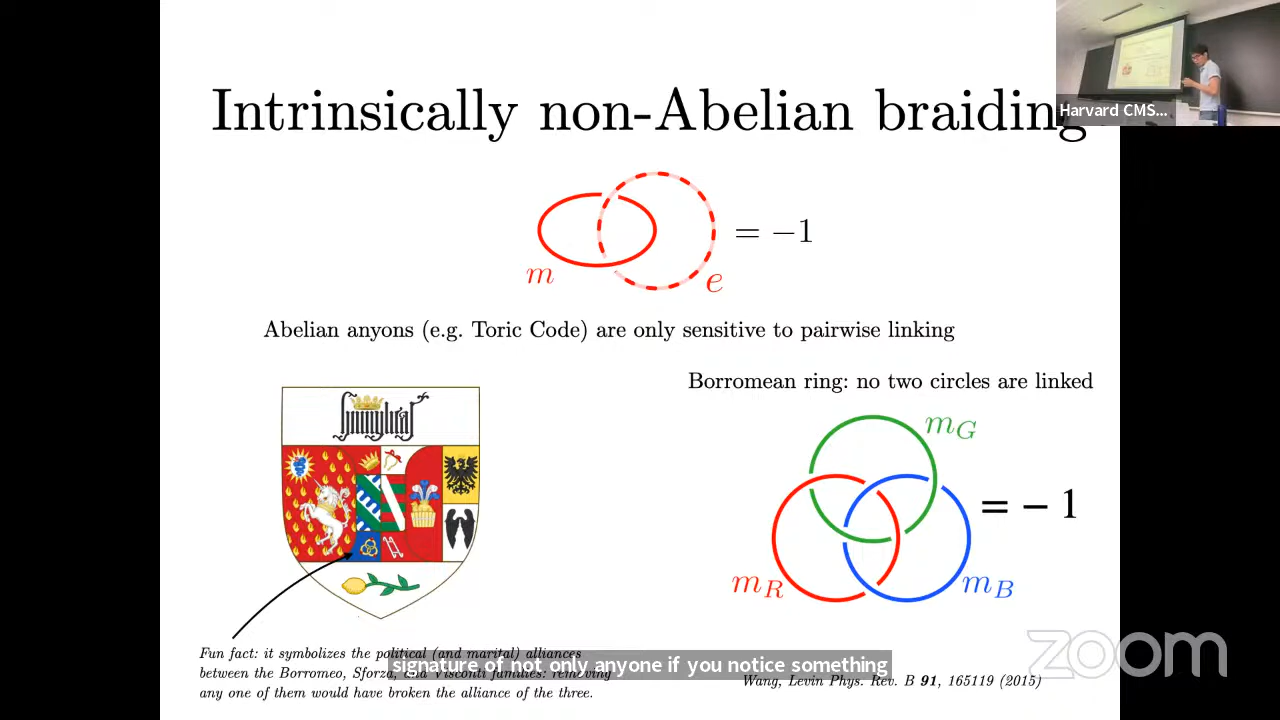 Harvard CMS...
Intrinsically non-Abelian braiding
= −1
m
e
Abelian anyons (e.g. Toric Code) are only sensitive to pairwise linking
Borromean ring: no two circles are linked
m_G
= − 1
m_R
m_B
Fun fact: it symbolizes the political (and marital) alliances
between the Borromeo, Sforza, and Visconti families: removing
any one of them would have broken the alliance of the three.
signature of not only anyone if you notice something
Wang, Levin Phys. Rev. B 91, 165119 (2015)
zoom